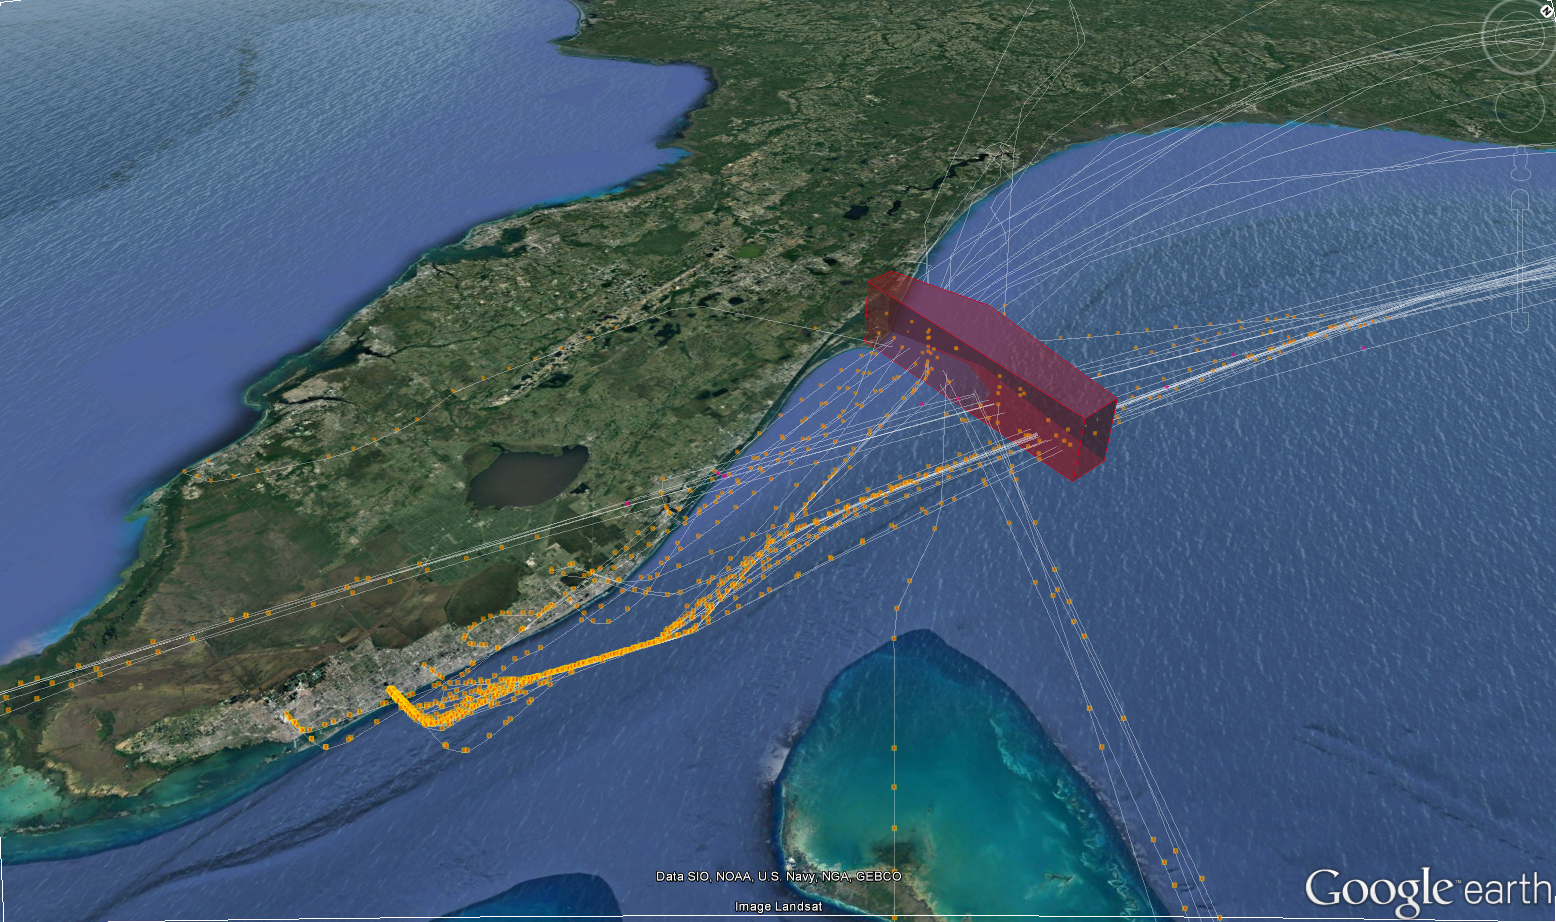 N
Data SIO, NOAA, U.S. Navy, NGA, GEBCO
Image Landsat
Google earth